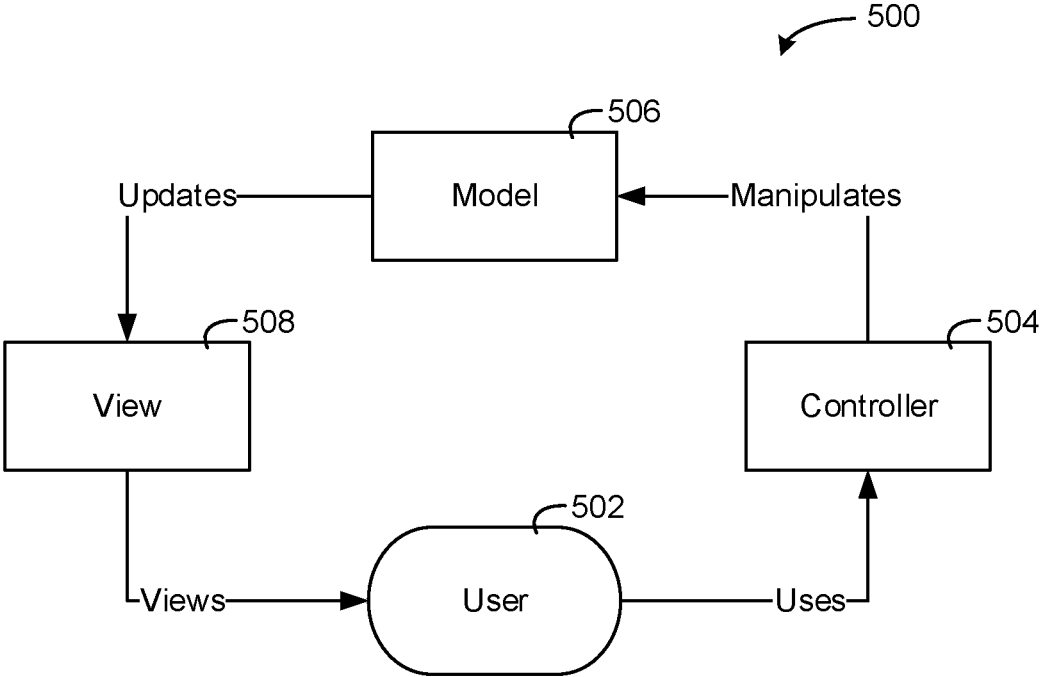 500
506
Updates
Model
Manipulates
508
504
View
Controller
502
Views
User
Uses